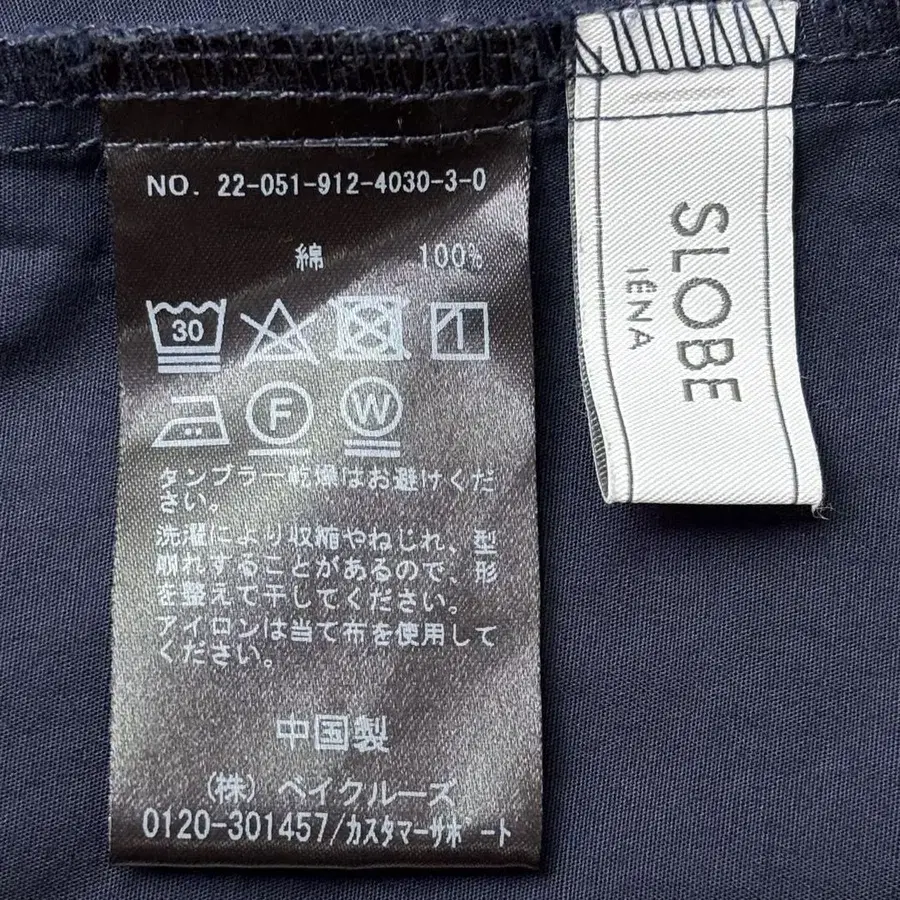 NO. 22-051-912-4030-3-0
綿 100%
30
F
W
タンブラー乾燥はお避けくだ
さい。
洗濯により収縮やねじれ、型
崩れすることがあるので、形
を整えて干してください。
アイロンは当て布を使用して
ください。
中国製
(株) ベイクルーズ
0120-301457/カスタマーサポート
SLOBE
IÉNA